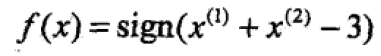 f(x) = sign(x⁽¹⁾ + x⁽²⁾ − 3)